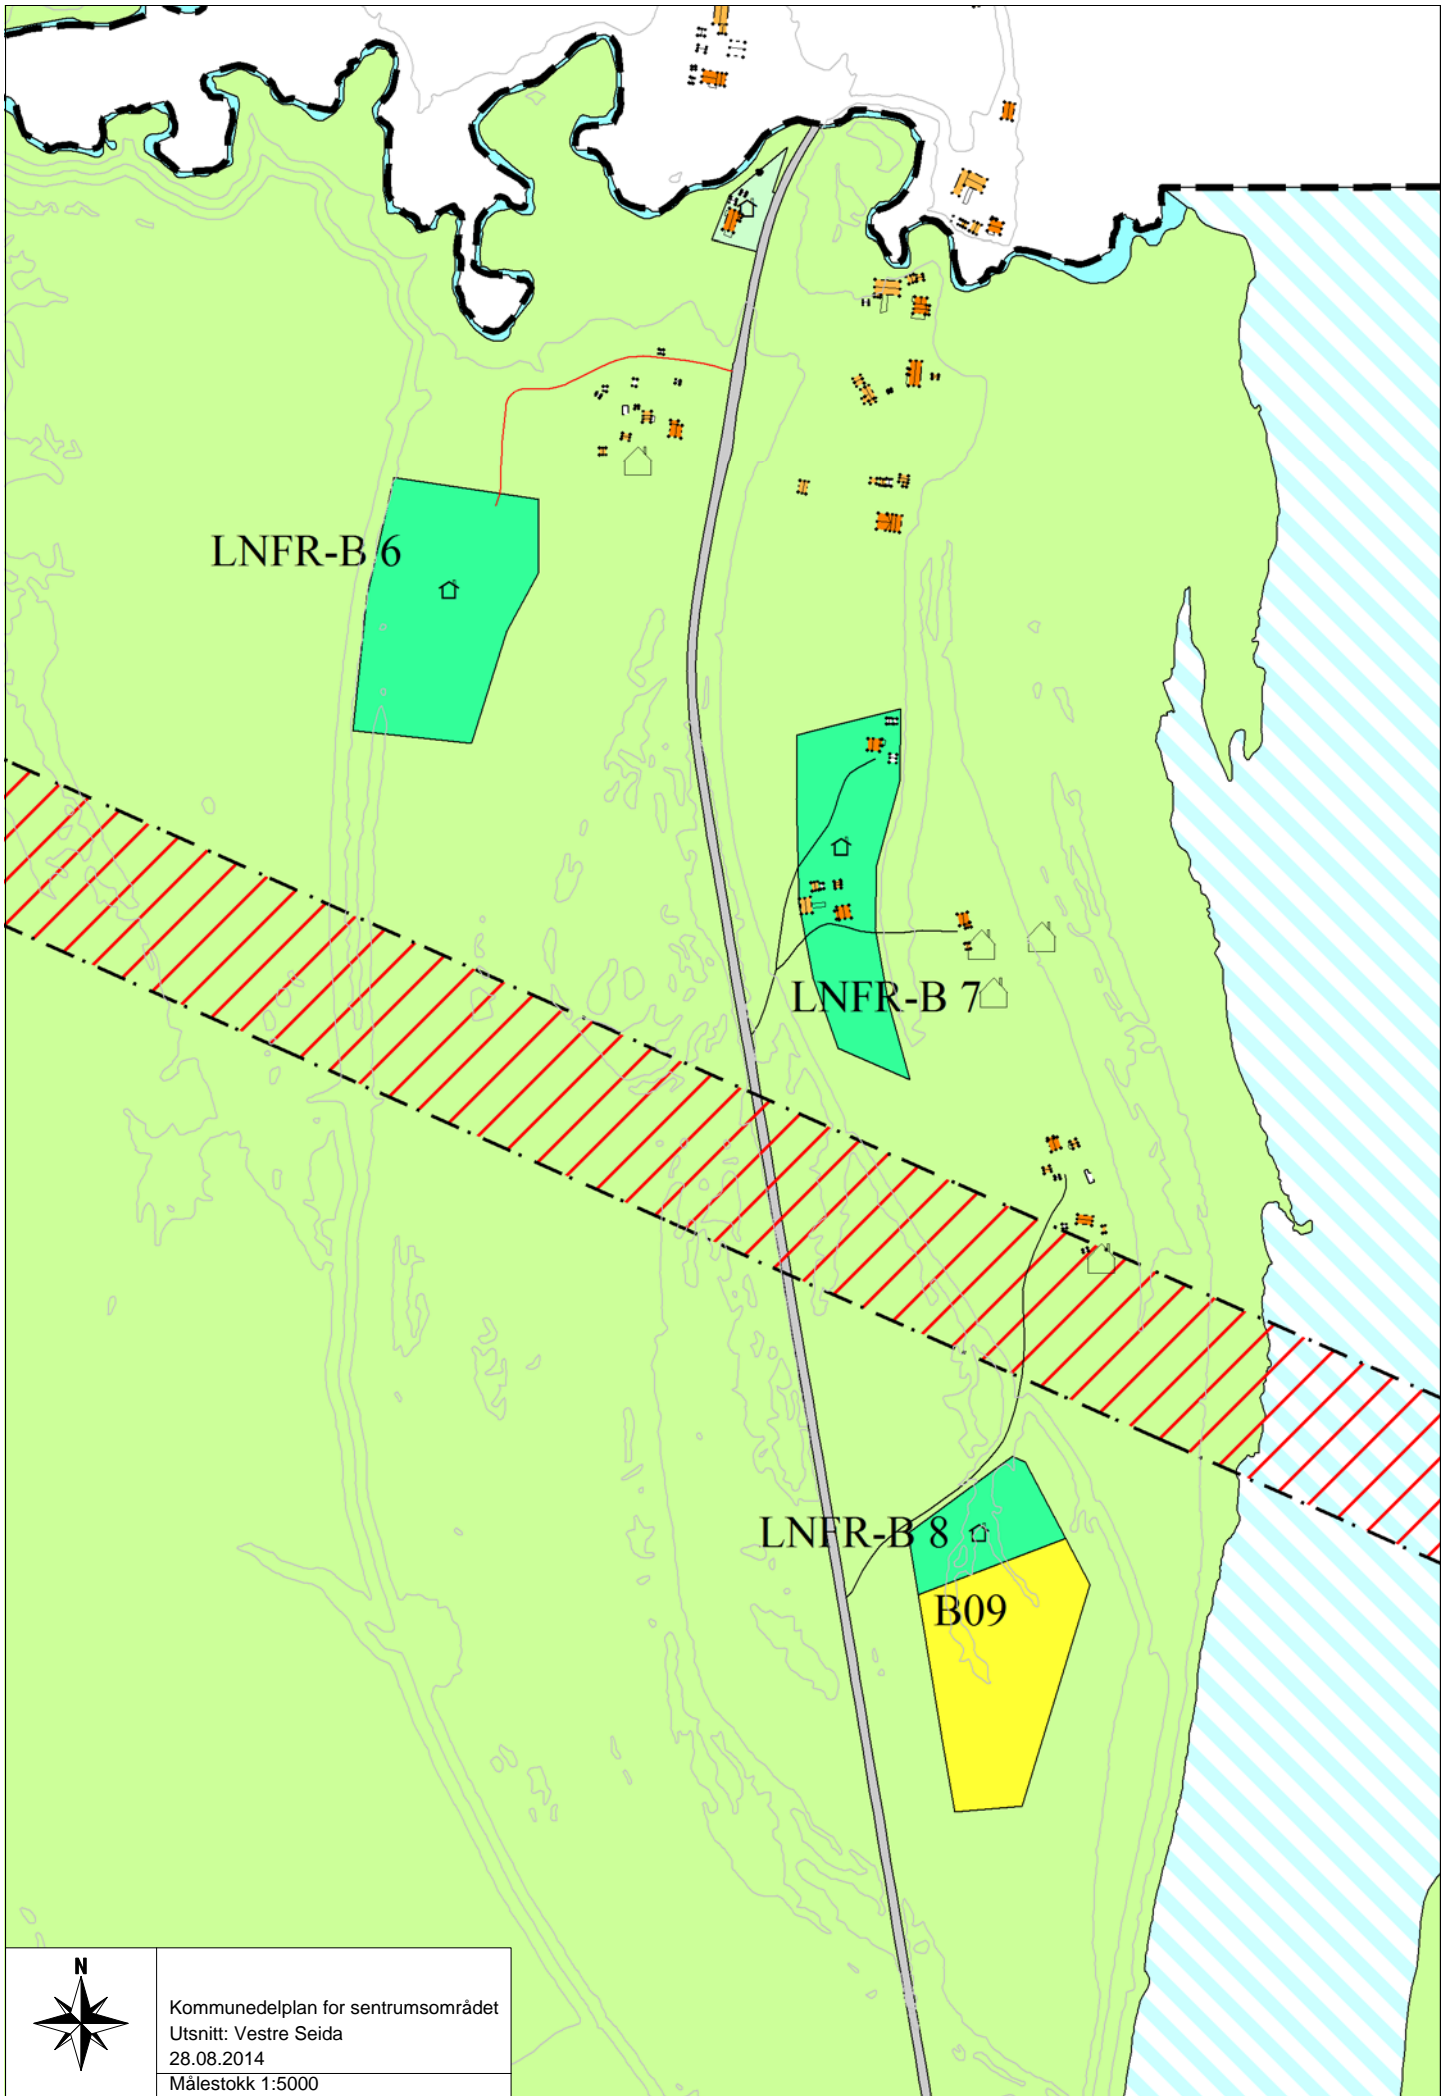 LNFR-B 6
LNFR-B 7
LNFR-B 8
B09
N
Kommunedelplan for sentrumsområdet
Utsnitt: Vestre Seida
28.08.2014
Målestokk 1:5000